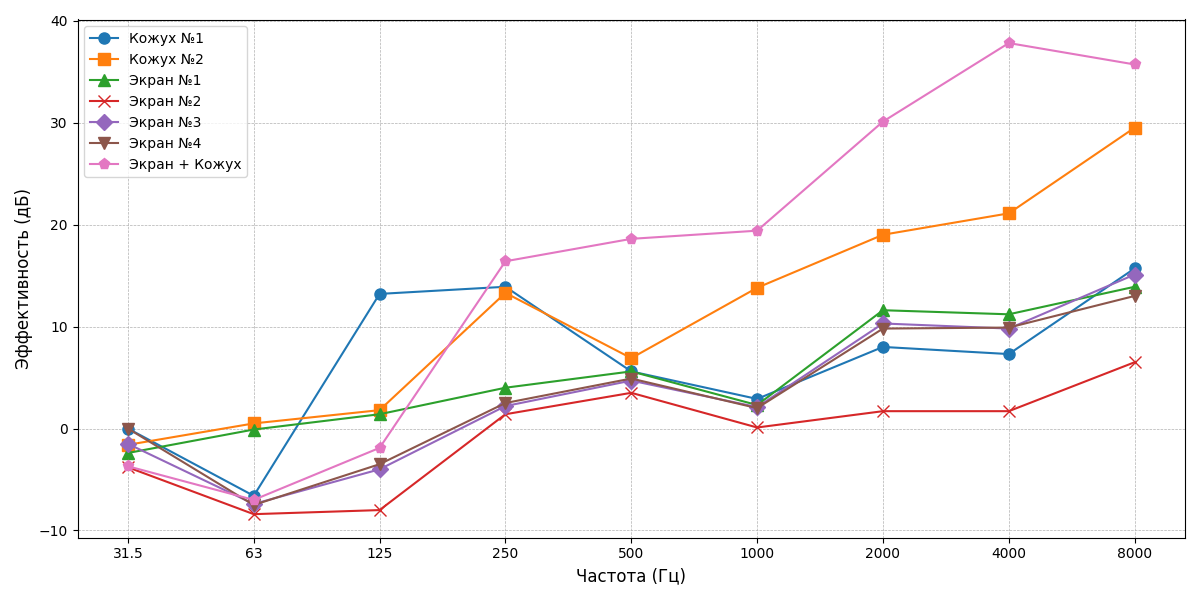 Кожух №1
Кожух №2
Экран №1
Экран №2
Экран №3
Экран №4
Экран + Кожух
Эффективность (дБ)
40
30
20
10
0
−10
31.5 63 125 250 500 1000 2000 4000 8000
Частота (Гц)